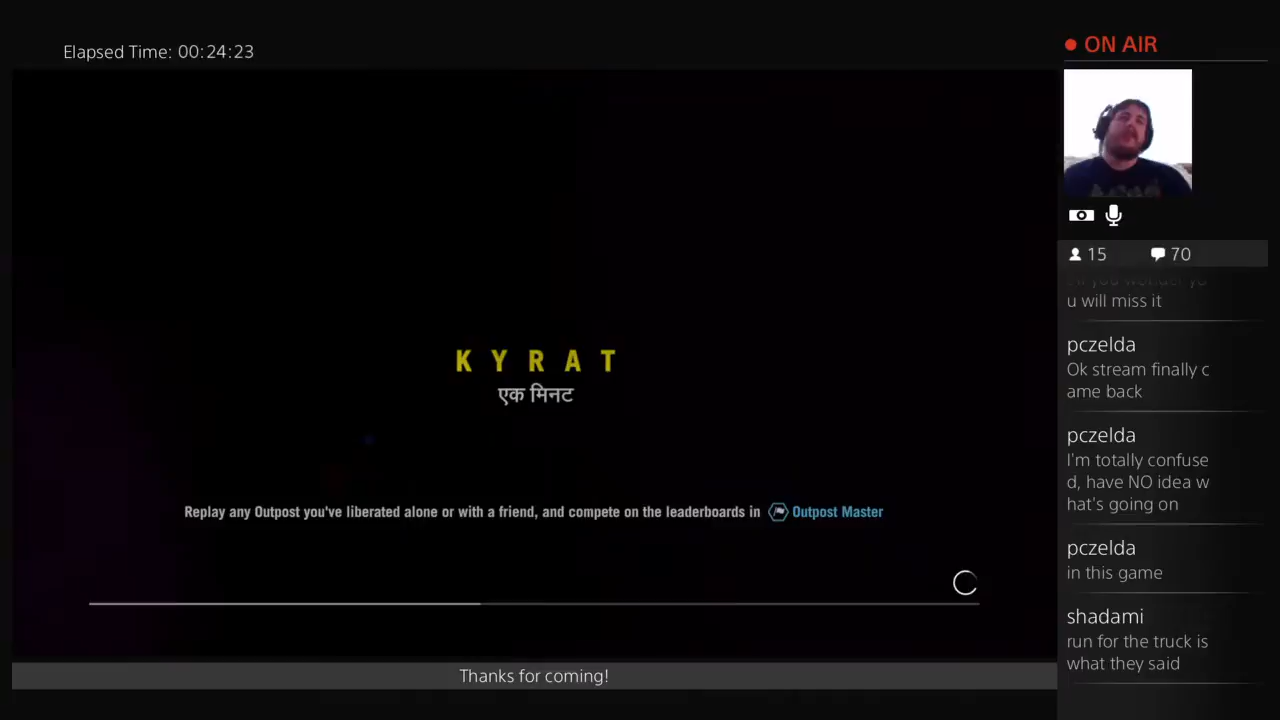 Elapsed Time: 00:24:23
ON AIR
15
70
u will miss it
pczelda
Ok stream finally c
ame back
pczelda
I'm totally confuse
d, have NO idea w
hat's going on
pczelda
in this game
shadami
run for the truck is
what they said
KYRAT
एक मिनट
Replay any Outpost you've liberated alone or with a friend, and compete on the leaderboards in Outpost Master
Thanks for coming!